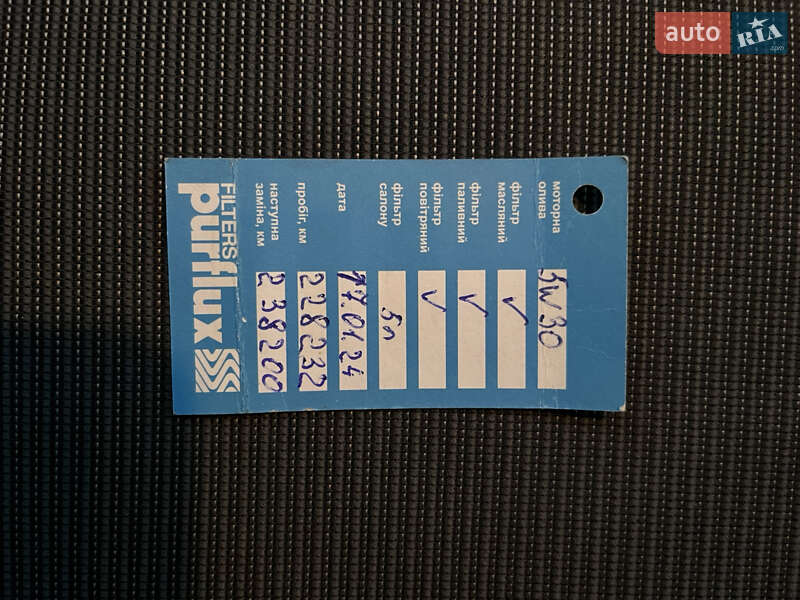 моторна
олива
5W30
фільтр
масляний
✓
фільтр
паливний
✓
фільтр
повітряний
✓
фільтр
салону
5л
дата
17.01.24
пробіг, км
228232
наступна
заміна, км
238200
FILTERS
purflux
auto RIA
.com